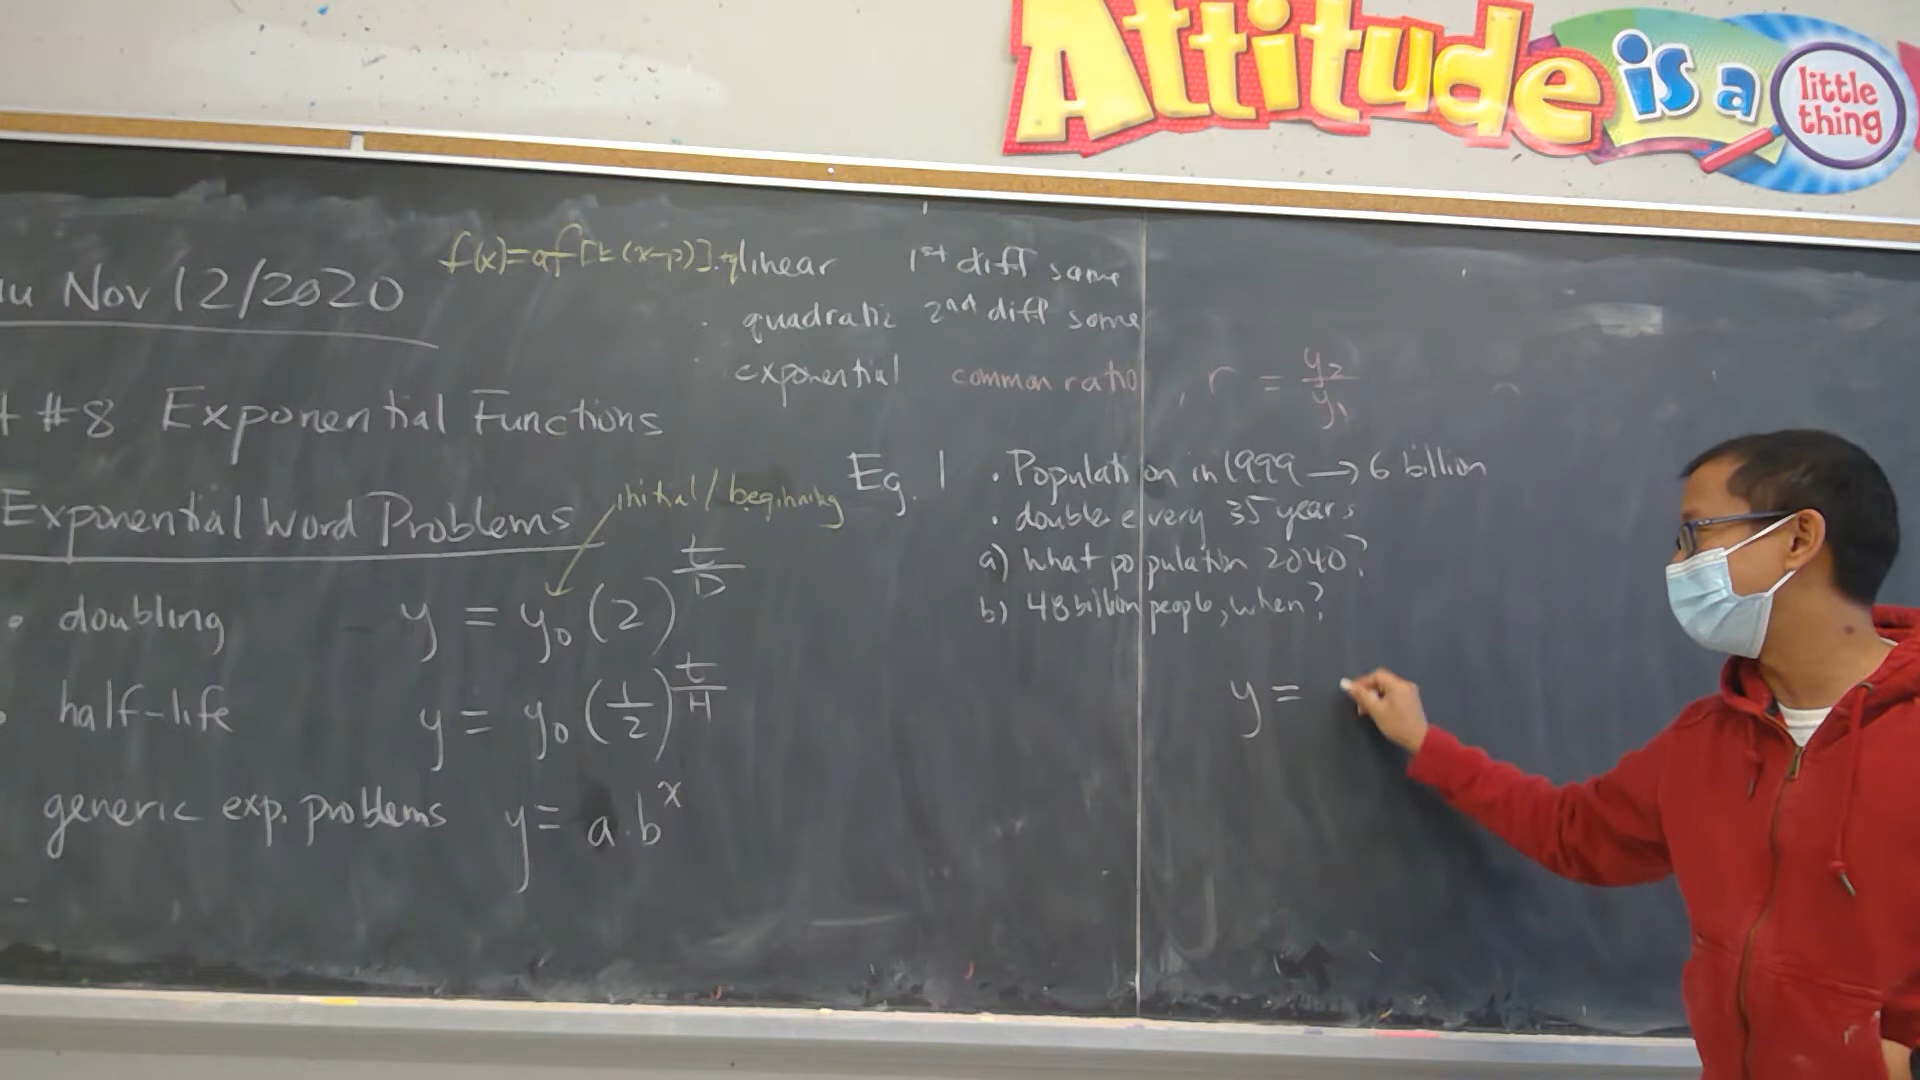 Attitude is a little thing
Nov 12/2020
f(x)=af[k(x-p)]+q
linear 1st diff same
quadratic 2nd diff same
exponential common ratio, r = y₂/y₁
#8 Exponential Functions
Exponential Word Problems
initial/beginning
• doubling y = y₀(2)^(t/D)
• half-life y = y₀(1/2)^(t/H)
generic exp. problems y = a·b^x
Eg. 1 • Population in 1999 → 6 billion
• doubles every 35 years
a) What population 2040?
b) 48 billion people, when?
y =